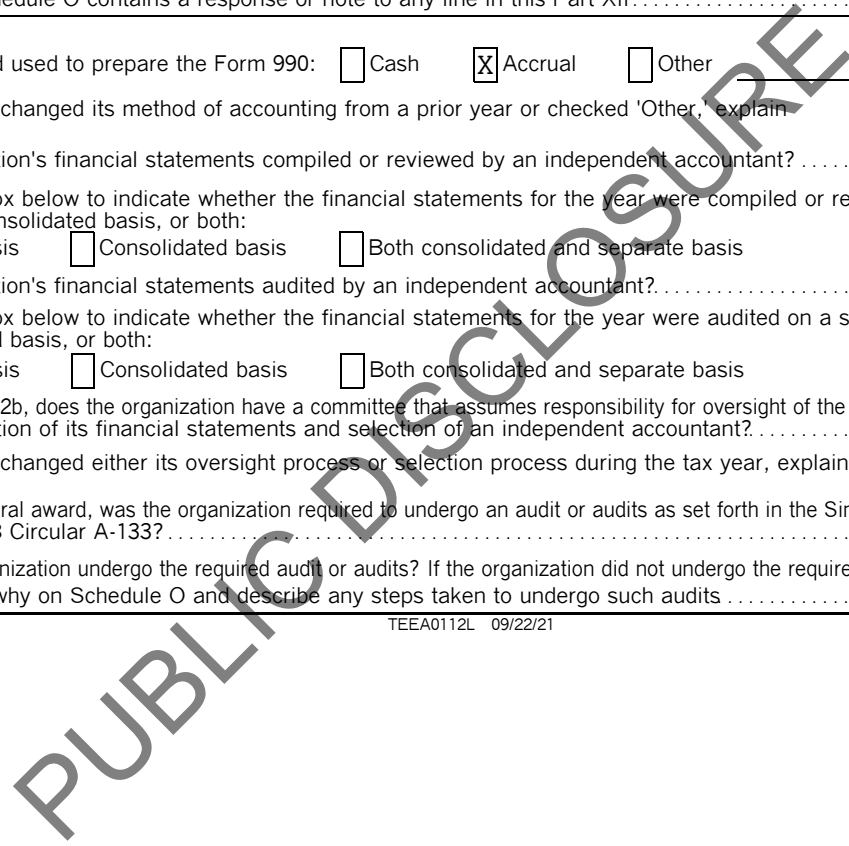 edule O contains a response or note to any line in this Part XII
d used to prepare the Form 990: Cash X Accrual Other
changed its method of accounting from a prior year or checked 'Other,' explain
ion's financial statements compiled or reviewed by an independent accountant?
ox below to indicate whether the financial statements for the year were compiled or re
nsolidated basis, or both:
sis Consolidated basis Both consolidated and separate basis
ion's financial statements audited by an independent accountant?
ox below to indicate whether the financial statements for the year were audited on a s
d basis, or both:
sis Consolidated basis Both consolidated and separate basis
2b, does the organization have a committee that assumes responsibility for oversight of the
tion of its financial statements and selection of an independent accountant?
changed either its oversight process or selection process during the tax year, explain
ral award, was the organization required to undergo an audit or audits as set forth in the Sin
B Circular A-133?
nization undergo the required audit or audits? If the organization did not undergo the require
why on Schedule O and describe any steps taken to undergo such audits
TEEA0112L 09/22/21
PUBLIC DISCLOSURE